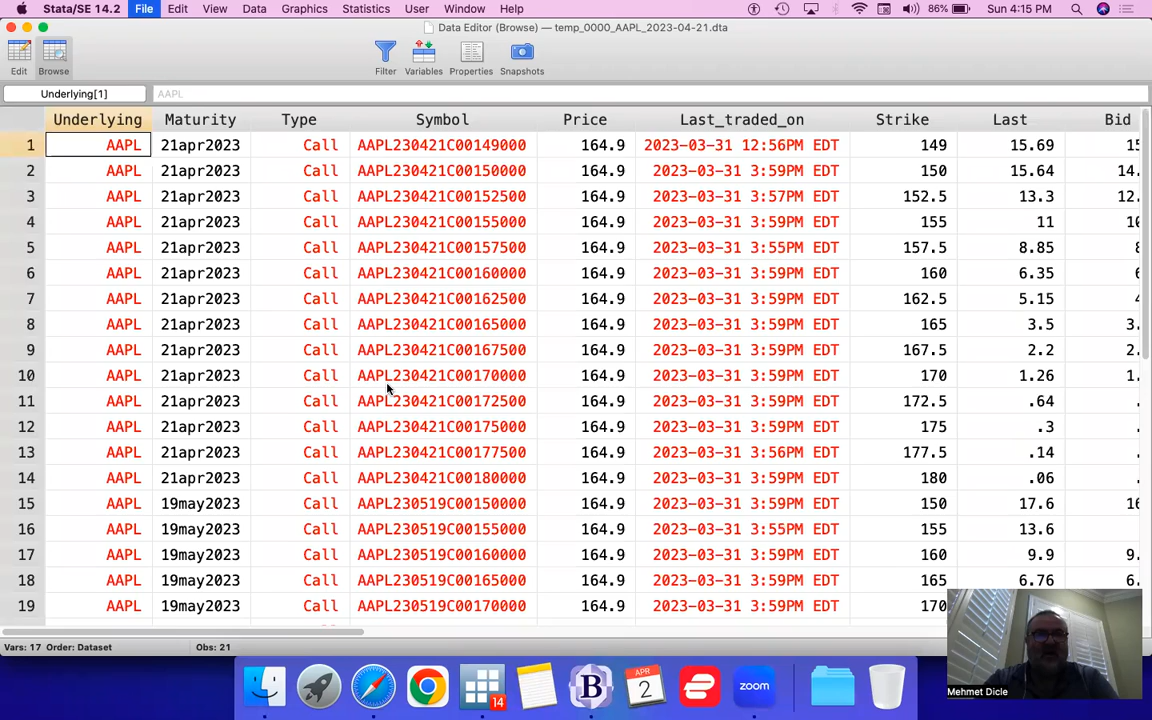 Stata/SE 14.2 File Edit View Data Graphics Statistics User Window Help 86% Sun 4:15 PM
Data Editor (Browse) — temp_0000_AAPL_2023-04-21.dta
Edit Browse Filter Variables Properties Snapshots
Underlying[1] AAPL
Underlying Maturity Type Symbol Price Last_traded_on Strike Last Bid
1 AAPL 21apr2023 Call AAPL230421C00149000 164.9 2023-03-31 12:56PM EDT 149 15.69 15
2 AAPL 21apr2023 Call AAPL230421C00150000 164.9 2023-03-31 3:59PM EDT 150 15.64 14.
3 AAPL 21apr2023 Call AAPL230421C00152500 164.9 2023-03-31 3:57PM EDT 152.5 13.3 12.
4 AAPL 21apr2023 Call AAPL230421C00155000 164.9 2023-03-31 3:59PM EDT 155 11 10
5 AAPL 21apr2023 Call AAPL230421C00157500 164.9 2023-03-31 3:55PM EDT 157.5 8.85 8
6 AAPL 21apr2023 Call AAPL230421C00160000 164.9 2023-03-31 3:59PM EDT 160 6.35 6
7 AAPL 21apr2023 Call AAPL230421C00162500 164.9 2023-03-31 3:59PM EDT 162.5 5.15 4
8 AAPL 21apr2023 Call AAPL230421C00165000 164.9 2023-03-31 3:59PM EDT 165 3.5 3.
9 AAPL 21apr2023 Call AAPL230421C00167500 164.9 2023-03-31 3:59PM EDT 167.5 2.2 2.
10 AAPL 21apr2023 Call AAPL230421C00170000 164.9 2023-03-31 3:59PM EDT 170 1.26 1.
11 AAPL 21apr2023 Call AAPL230421C00172500 164.9 2023-03-31 3:59PM EDT 172.5 .64 .
12 AAPL 21apr2023 Call AAPL230421C00175000 164.9 2023-03-31 3:59PM EDT 175 .3 .
13 AAPL 21apr2023 Call AAPL230421C00177500 164.9 2023-03-31 3:56PM EDT 177.5 .14 .
14 AAPL 21apr2023 Call AAPL230421C00180000 164.9 2023-03-31 3:59PM EDT 180 .06 .
15 AAPL 19may2023 Call AAPL230519C00150000 164.9 2023-03-31 3:59PM EDT 150 17.6 16
16 AAPL 19may2023 Call AAPL230519C00155000 164.9 2023-03-31 3:55PM EDT 155 13.6
17 AAPL 19may2023 Call AAPL230519C00160000 164.9 2023-03-31 3:59PM EDT 160 9.9 9.
18 AAPL 19may2023 Call AAPL230519C00165000 164.9 2023-03-31 3:59PM EDT 165 6.76 6.
19 AAPL 19may2023 Call AAPL230519C00170000 164.9 2023-03-31 3:59PM EDT 170
Vars: 17 Order: Dataset Obs: 21
14 B APR 2 zoom
Mehmet Dicle